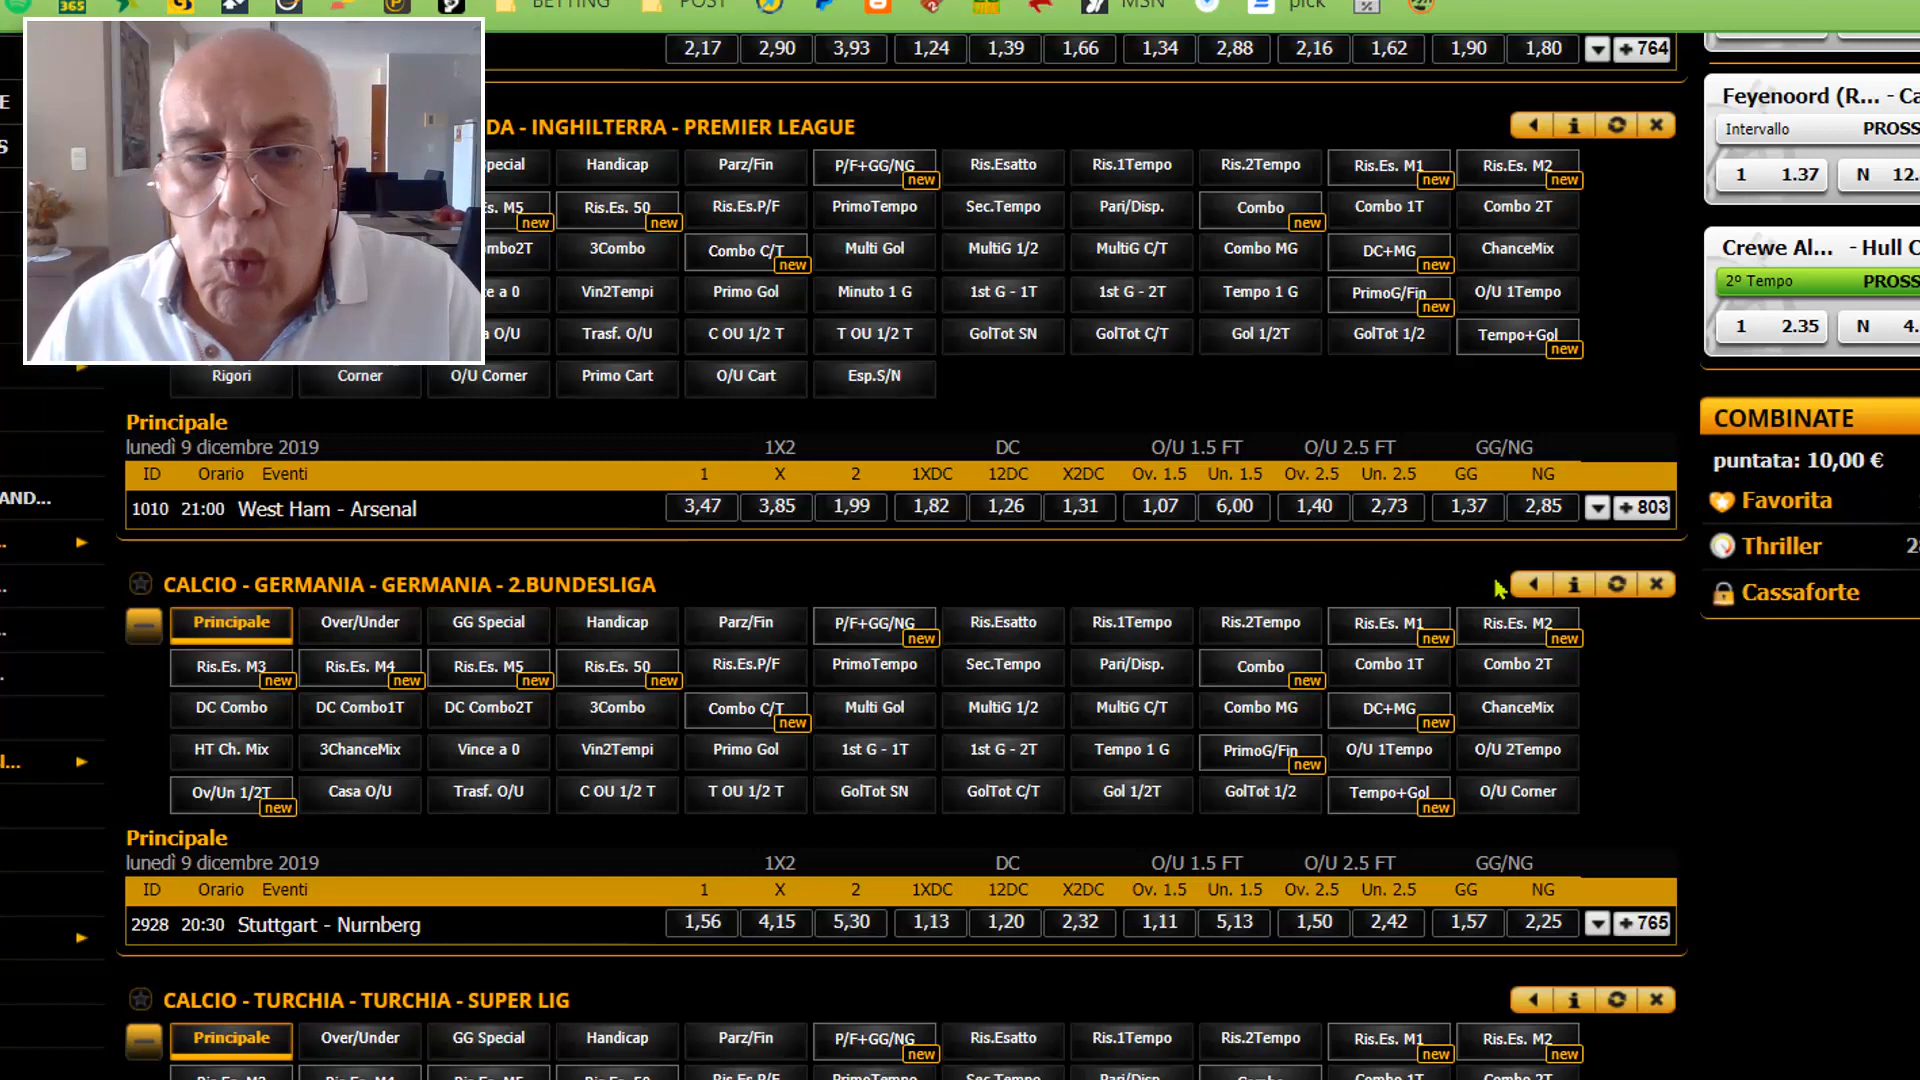 365
BETTING
POST
MSN
pick
2,17 2,90 3,93 1,24 1,39 1,66 1,34 2,88 2,16 1,62 1,90 1,80 +764
E
S
DA - INGHILTERRA - PREMIER LEAGUE
Special Handicap Parz/Fin P/F+GG/NG new Ris.Esatto Ris.1Tempo Ris.2Tempo Ris.Es. M1 new Ris.Es. M2 new
Es. M5 new Ris.Es. 50 new Ris.Es.P/F PrimoTempo Sec.Tempo Pari/Disp. Combo new Combo 1T Combo 2T
mbo2T 3Combo Combo C/T new Multi Gol MultiG 1/2 MultiG C/T Combo MG DC+MG new ChanceMix
ce a 0 Vin2Tempi Primo Gol Minuto 1 G 1st G - 1T 1st G - 2T Tempo 1 G PrimoG/Fin new O/U 1Tempo
a O/U Trasf. O/U C OU 1/2 T T OU 1/2 T GolTot SN GolTot C/T Gol 1/2T GolTot 1/2 Tempo+Gol new
Rigori Corner O/U Corner Primo Cart O/U Cart Esp.S/N
Principale
lunedì 9 dicembre 2019 1X2 DC O/U 1.5 FT O/U 2.5 FT GG/NG
ID Orario Eventi 1 X 2 1XDC 12DC X2DC Ov. 1.5 Un. 1.5 Ov. 2.5 Un. 2.5 GG NG
1010 21:00 West Ham - Arsenal 3,47 3,85 1,99 1,82 1,26 1,31 1,07 6,00 1,40 2,73 1,37 2,85 +803
CALCIO - GERMANIA - GERMANIA - 2.BUNDESLIGA
Principale Over/Under GG Special Handicap Parz/Fin P/F+GG/NG new Ris.Esatto Ris.1Tempo Ris.2Tempo Ris.Es. M1 new Ris.Es. M2 new
Ris.Es. M3 new Ris.Es. M4 new Ris.Es. M5 new Ris.Es. 50 new Ris.Es.P/F PrimoTempo Sec.Tempo Pari/Disp. Combo new Combo 1T Combo 2T
DC Combo DC Combo1T DC Combo2T 3Combo Combo C/T new Multi Gol MultiG 1/2 MultiG C/T Combo MG DC+MG new ChanceMix
HT Ch. Mix 3ChanceMix Vince a 0 Vin2Tempi Primo Gol 1st G - 1T 1st G - 2T Tempo 1 G PrimoG/Fin new O/U 1Tempo O/U 2Tempo
Ov/Un 1/2T new Casa O/U Trasf. O/U C OU 1/2 T T OU 1/2 T GolTot SN GolTot C/T Gol 1/2T GolTot 1/2 Tempo+Gol new O/U Corner
Principale
lunedì 9 dicembre 2019 1X2 DC O/U 1.5 FT O/U 2.5 FT GG/NG
ID Orario Eventi 1 X 2 1XDC 12DC X2DC Ov. 1.5 Un. 1.5 Ov. 2.5 Un. 2.5 GG NG
2928 20:30 Stuttgart - Nurnberg 1,56 4,15 5,30 1,13 1,20 2,32 1,11 5,13 1,50 2,42 1,57 2,25 +765
CALCIO - TURCHIA - TURCHIA - SUPER LIG
Principale Over/Under GG Special Handicap Parz/Fin P/F+GG/NG new Ris.Esatto Ris.1Tempo Ris.2Tempo Ris.Es. M1 new Ris.Es. M2 new
AND...
Feyenoord (R... - Ca
Intervallo PROSS
1 1.37 N 12.
Crewe Al... - Hull C
2° Tempo PROSS
1 2.35 N 4.
COMBINATE
puntata: 10,00 €
Favorita
Thriller 28
Cassaforte